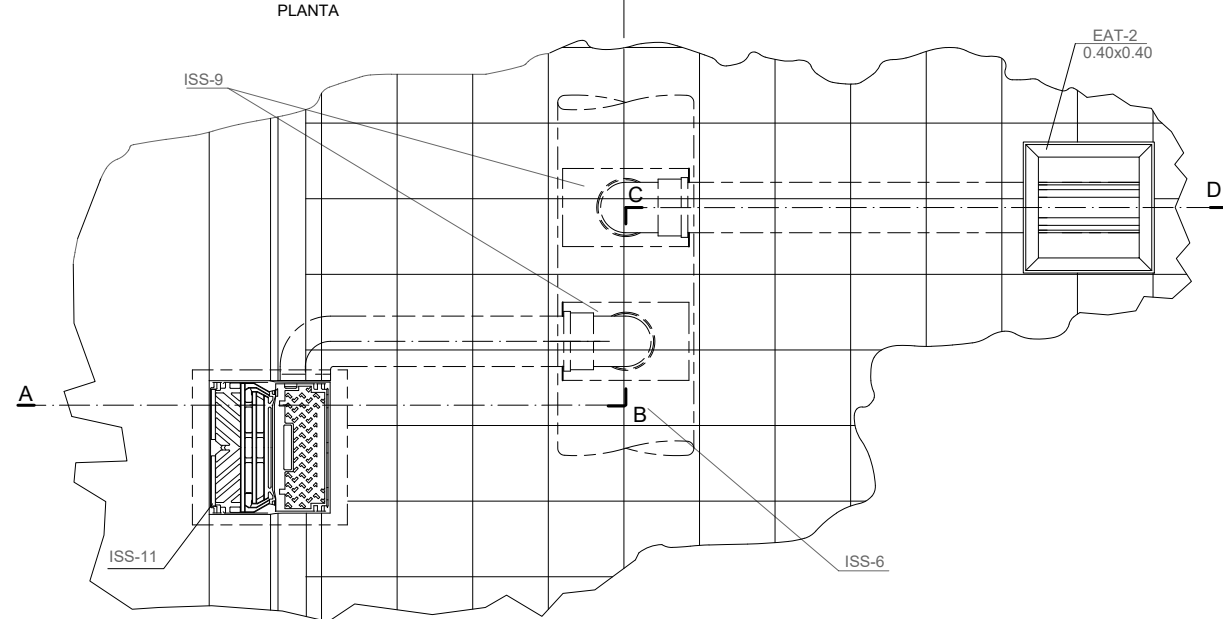 PLANTA
EAT-2
0.40x0.40
ISS-9
C
D
A
B
ISS-11
ISS-6